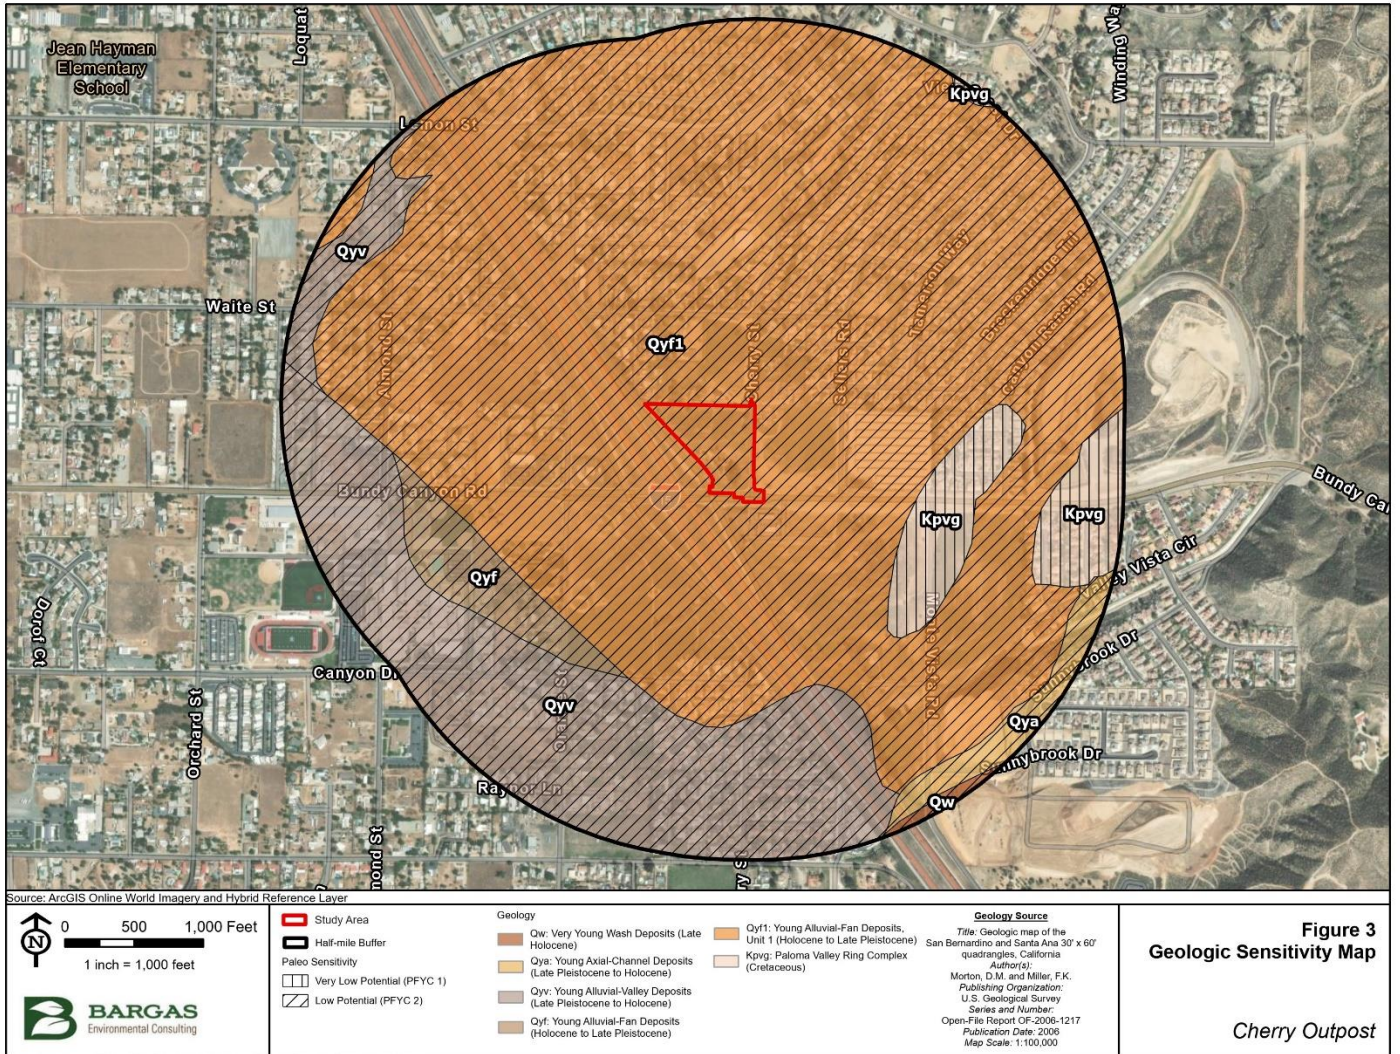 Jean Hayman
Elementary
School
Loquat
Winding Way
Lemon St
Kpvg
Qyv
Waite St
Tanverron Way
Canyon Ranch Rd
Almond St
Qyf1
Cherry St
Sellers Rd
Bundy Canyon Rd
Bundy Ca
Kpvg
Kpvg
Qyf
Valley Vista Cir
Dorof Ct
Monte Vista Rd
Canyon D
Sunnybrook Dr
Orchard St
Qyv
Qya
Sunnybrook Dr
Raynor Ln
Qw
mond St
ry St
Source: ArcGIS Online World Imagery and Hybrid Reference Layer
N
0 500 1,000 Feet
1 inch = 1,000 feet
BARGAS
Environmental Consulting
Study Area
Half-mile Buffer
Paleo Sensitivity
Very Low Potential (PFYC 1)
Low Potential (PFYC 2)
Geology
Qw: Very Young Wash Deposits (Late
Holocene)
Qya: Young Axial-Channel Deposits
(Late Pleistocene to Holocene)
Qyv: Young Alluvial-Valley Deposits
(Late Pleistocene to Holocene)
Qyf: Young Alluvial-Fan Deposits
(Holocene to Late Pleistocene)
Qyf1: Young Alluvial-Fan Deposits,
Unit 1 (Holocene to Late Pleistocene)
Kpvg: Paloma Valley Ring Complex
(Cretaceous)
Geology Source
Title: Geologic map of the
San Bernardino and Santa Ana 30' x 60'
quadrangles, California
Author(s):
Morton, D.M. and Miller, F.K.
Publishing Organization:
U.S. Geological Survey
Series and Number:
Open-File Report OF-2006-1217
Publication Date: 2006
Map Scale: 1:100,000
Figure 3
Geologic Sensitivity Map
Cherry Outpost